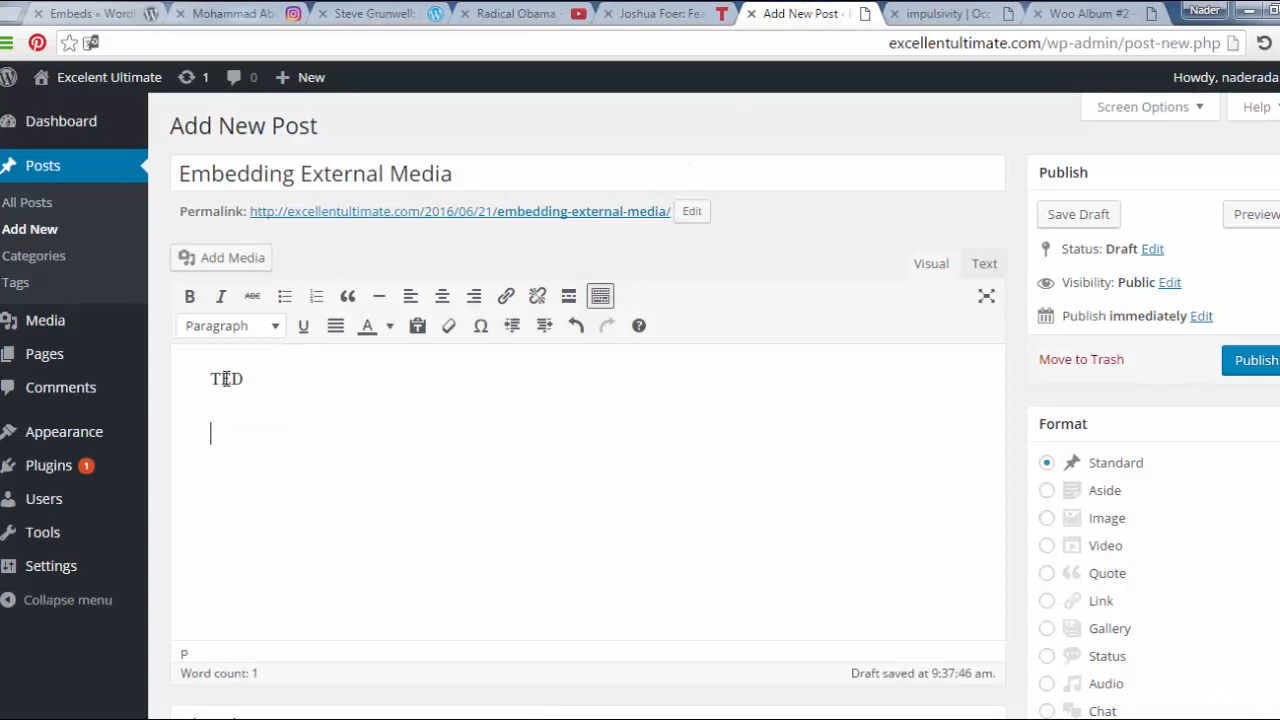 Embeds « Wordl
Mohammad Abu
Steve Grunwell:
Radical Obama -
Joshua Foer: Fea
Add New Post ‹
impulsivity | Occ
Woo Album #2 –
Nader
excellentultimate.com/wp-admin/post-new.php
Excelent Ultimate
1
0
New
Howdy, naderada
Dashboard
Posts
All Posts
Add New
Categories
Tags
Media
Pages
Comments
Appearance
Plugins 1
Users
Tools
Settings
Collapse menu
Screen Options
Help
Add New Post
Embedding External Media
Permalink: http://excellentultimate.com/2016/06/21/embedding-external-media/ Edit
Add Media
Visual
Text
B I ABC
Paragraph U A
TED
P
Word count: 1
Draft saved at 9:37:46 am.
Publish
Save Draft
Preview
Status: Draft Edit
Visibility: Public Edit
Publish immediately Edit
Move to Trash
Publish
Format
Standard
Aside
Image
Video
Quote
Link
Gallery
Status
Audio
Chat